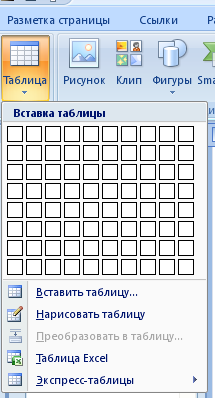 Разметка страницы Ссылки
Таблица Рисунок Клип Фигуры
Вставка таблицы
Вставить таблицу...
Нарисовать таблицу
Преобразовать в таблицу...
Таблица Excel
Экспресс-таблицы